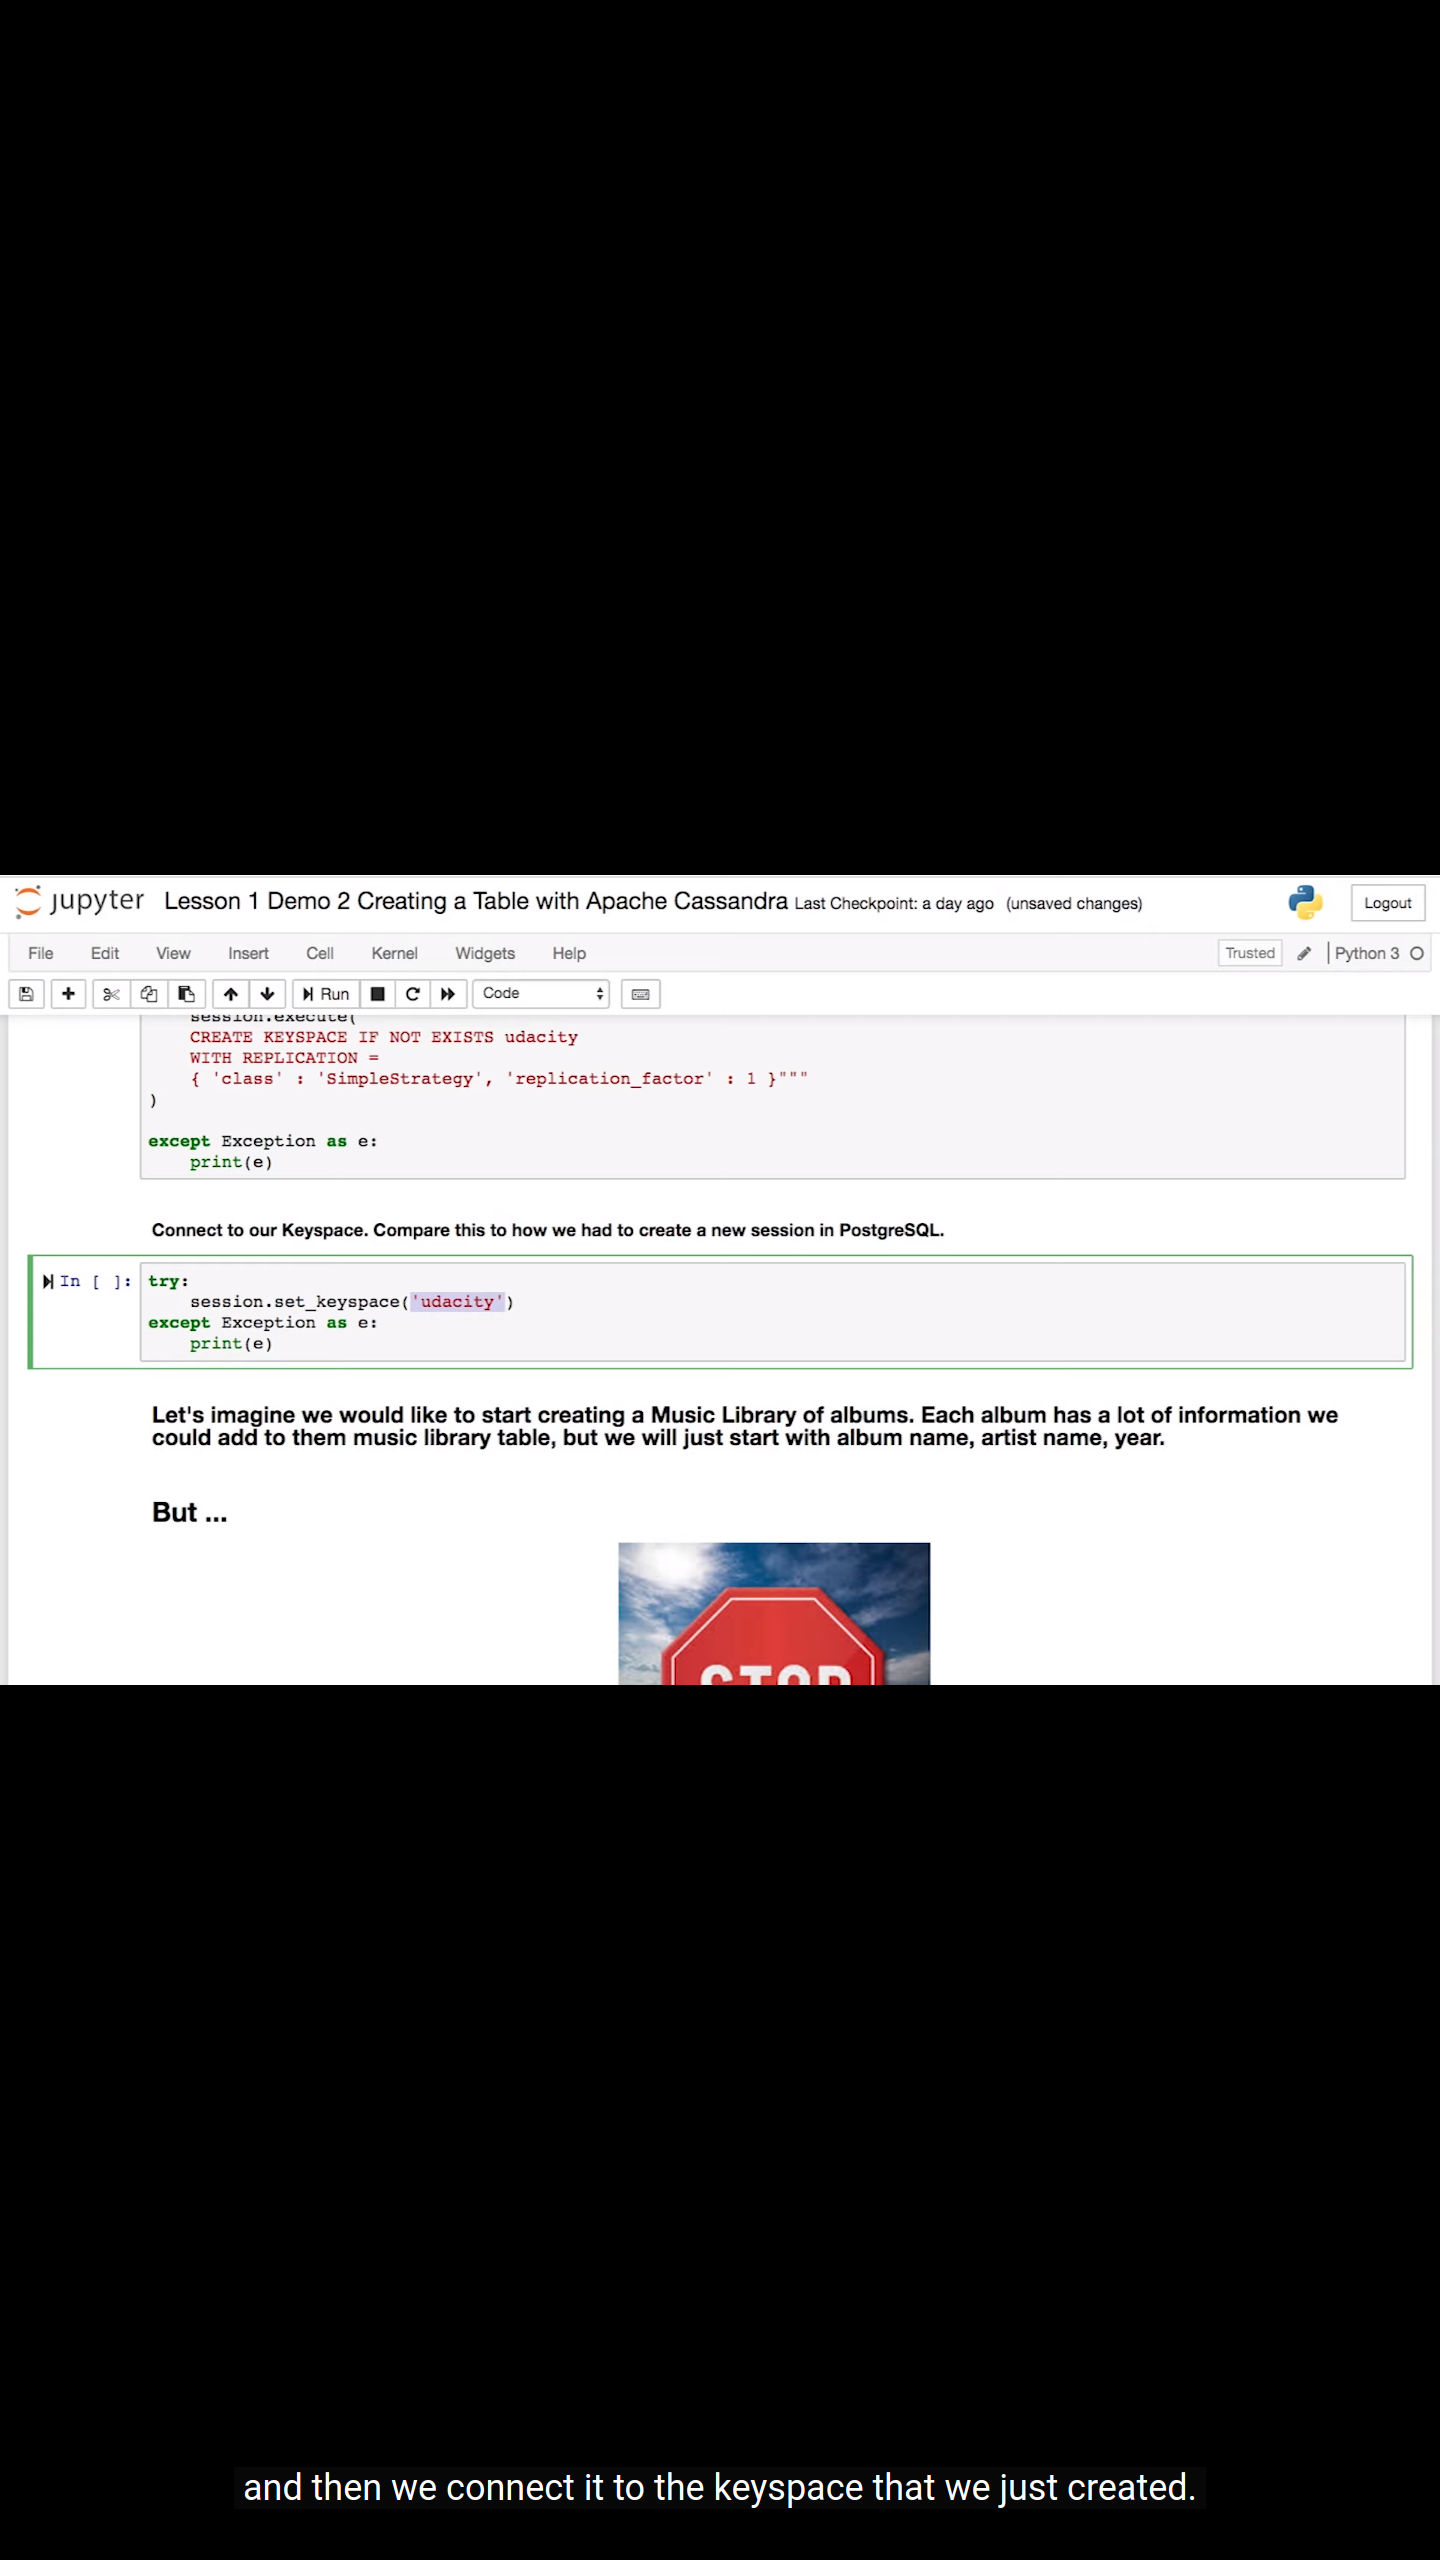 jupyter Lesson 1 Demo 2 Creating a Table with Apache Cassandra Last Checkpoint: a day ago (unsaved changes) Logout
File Edit View Insert Cell Kernel Widgets Help Trusted Python 3
Run Code
session.execute(
CREATE KEYSPACE IF NOT EXISTS udacity
WITH REPLICATION =
{ 'class' : 'SimpleStrategy', 'replication_factor' : 1 }"""
)
except Exception as e:
print(e)
Connect to our Keyspace. Compare this to how we had to create a new session in PostgreSQL.
In [ ]: try:
session.set_keyspace('udacity')
except Exception as e:
print(e)
Let's imagine we would like to start creating a Music Library of albums. Each album has a lot of information we
could add to them music library table, but we will just start with album name, artist name, year.
But ...
STOP
and then we connect it to the keyspace that we just created.